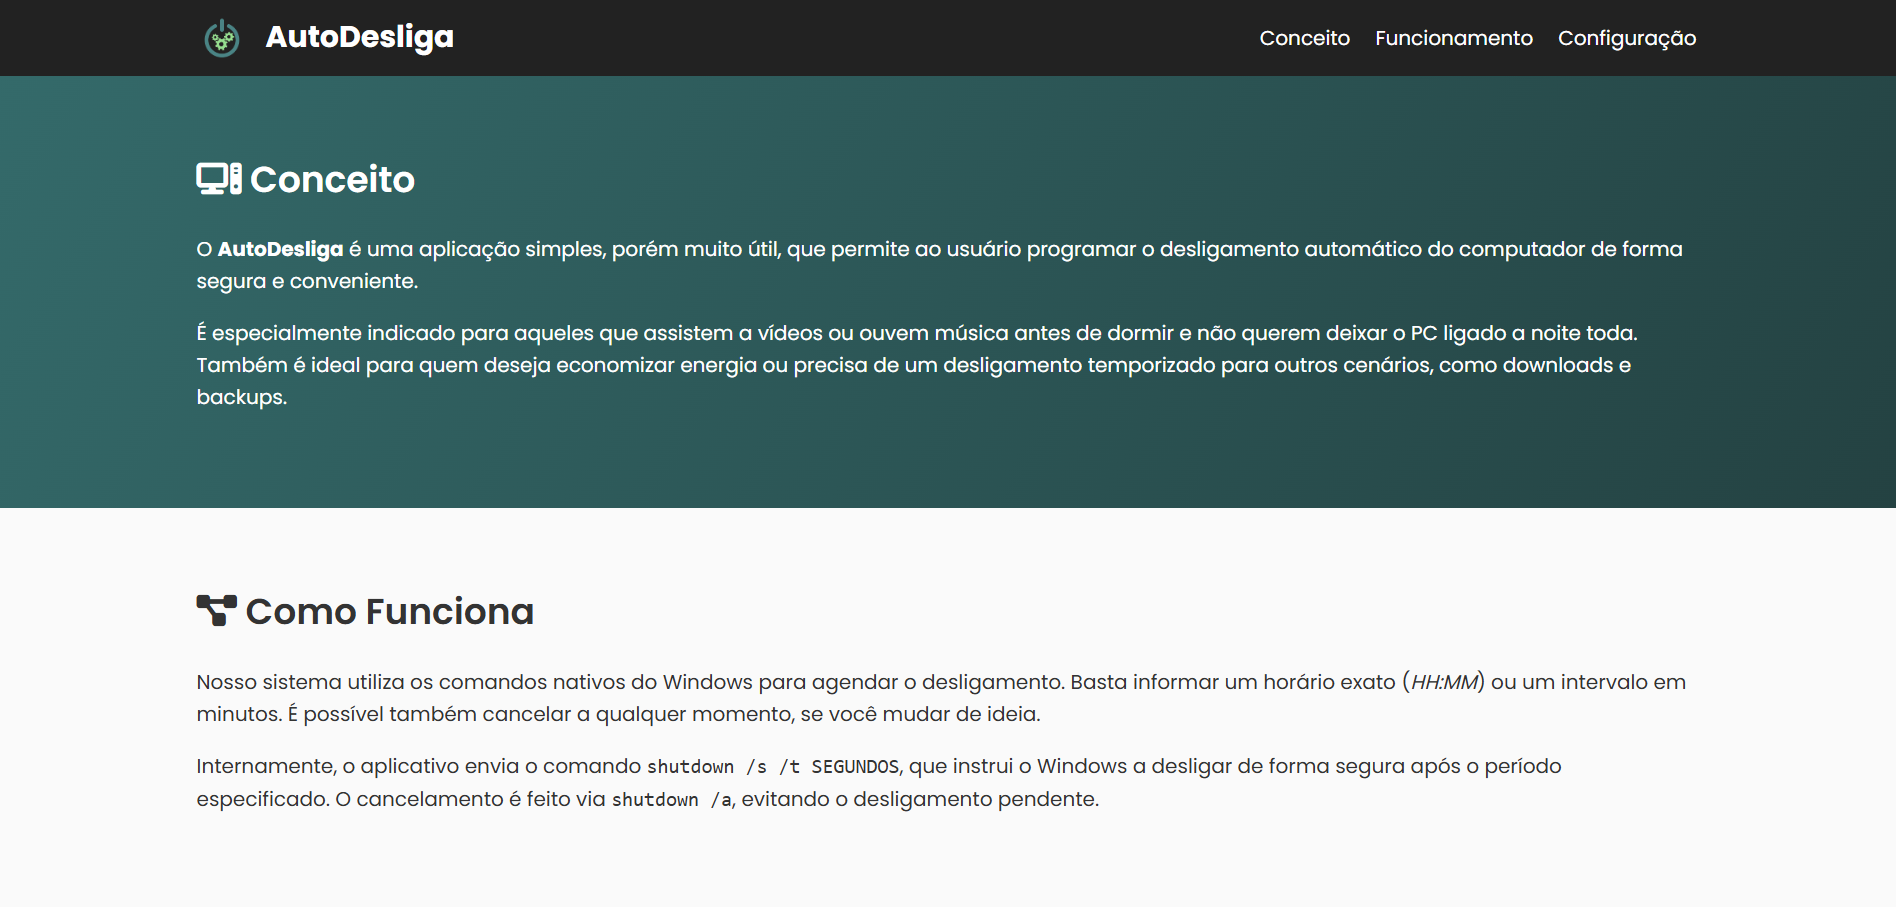 AutoDesliga
Conceito Funcionamento Configuração
Conceito
O AutoDesliga é uma aplicação simples, porém muito útil, que permite ao usuário programar o desligamento automático do computador de forma
segura e conveniente.
É especialmente indicado para aqueles que assistem a vídeos ou ouvem música antes de dormir e não querem deixar o PC ligado a noite toda.
Também é ideal para quem deseja economizar energia ou precisa de um desligamento temporizado para outros cenários, como downloads e
backups.
Como Funciona
Nosso sistema utiliza os comandos nativos do Windows para agendar o desligamento. Basta informar um horário exato (HH:MM) ou um intervalo em
minutos. É possível também cancelar a qualquer momento, se você mudar de ideia.
Internamente, o aplicativo envia o comando shutdown /s /t SEGUNDOS, que instrui o Windows a desligar de forma segura após o período
especificado. O cancelamento é feito via shutdown /a, evitando o desligamento pendente.